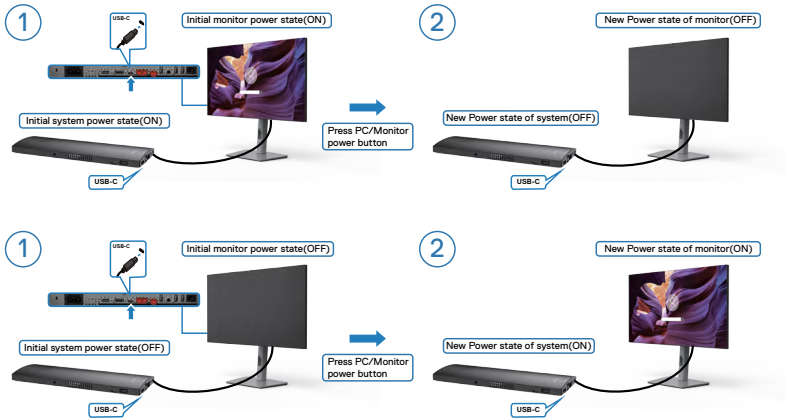 1
USB-C
Initial monitor power state(ON)
2
New Power state of monitor(OFF)
Initial system power state(ON)
New Power state of system(OFF)
Press PC/Monitor
power button
USB-C
USB-C
1
USB-C
Initial monitor power state(OFF)
2
New Power state of monitor(ON)
Initial system power state(OFF)
New Power state of system(ON)
Press PC/Monitor
power button
USB-C
USB-C